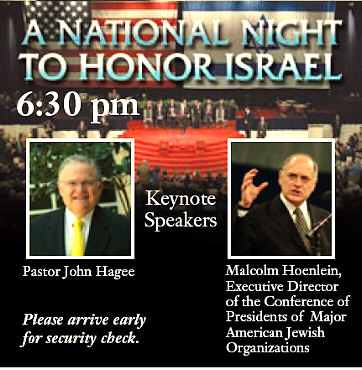 A NATIONAL NIGHT
TO HONOR ISRAEL
6:30 pm
Keynote
Speakers
Pastor John Hagee
Malcolm Hoenlein,
Executive Director
of the Conference of
Presidents of Major
American Jewish
Organizations
Please arrive early
for security check.